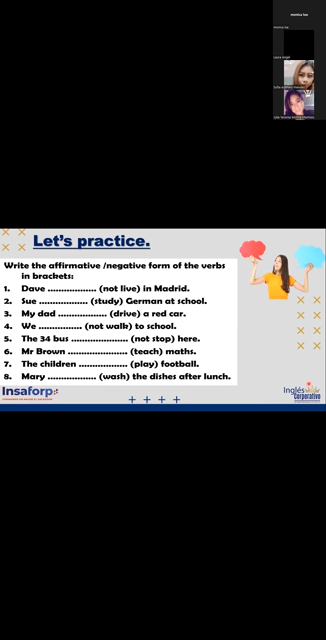 monica lue
Let's practice.
Write the affirmative /negative form of the verbs
in brackets:
1. Dave .................. (not live) in Madrid.
2. Sue .................. (study) German at school.
3. My dad .................. (drive) a red car.
4. We ................ (not walk) to school.
5. The 34 bus ..................... (not stop) here.
6. Mr Brown ...................... (teach) maths.
7. The children .................. (play) football.
8. Mary .................. (wash) the dishes after lunch.
Insaforp
Inglés
Corporativo